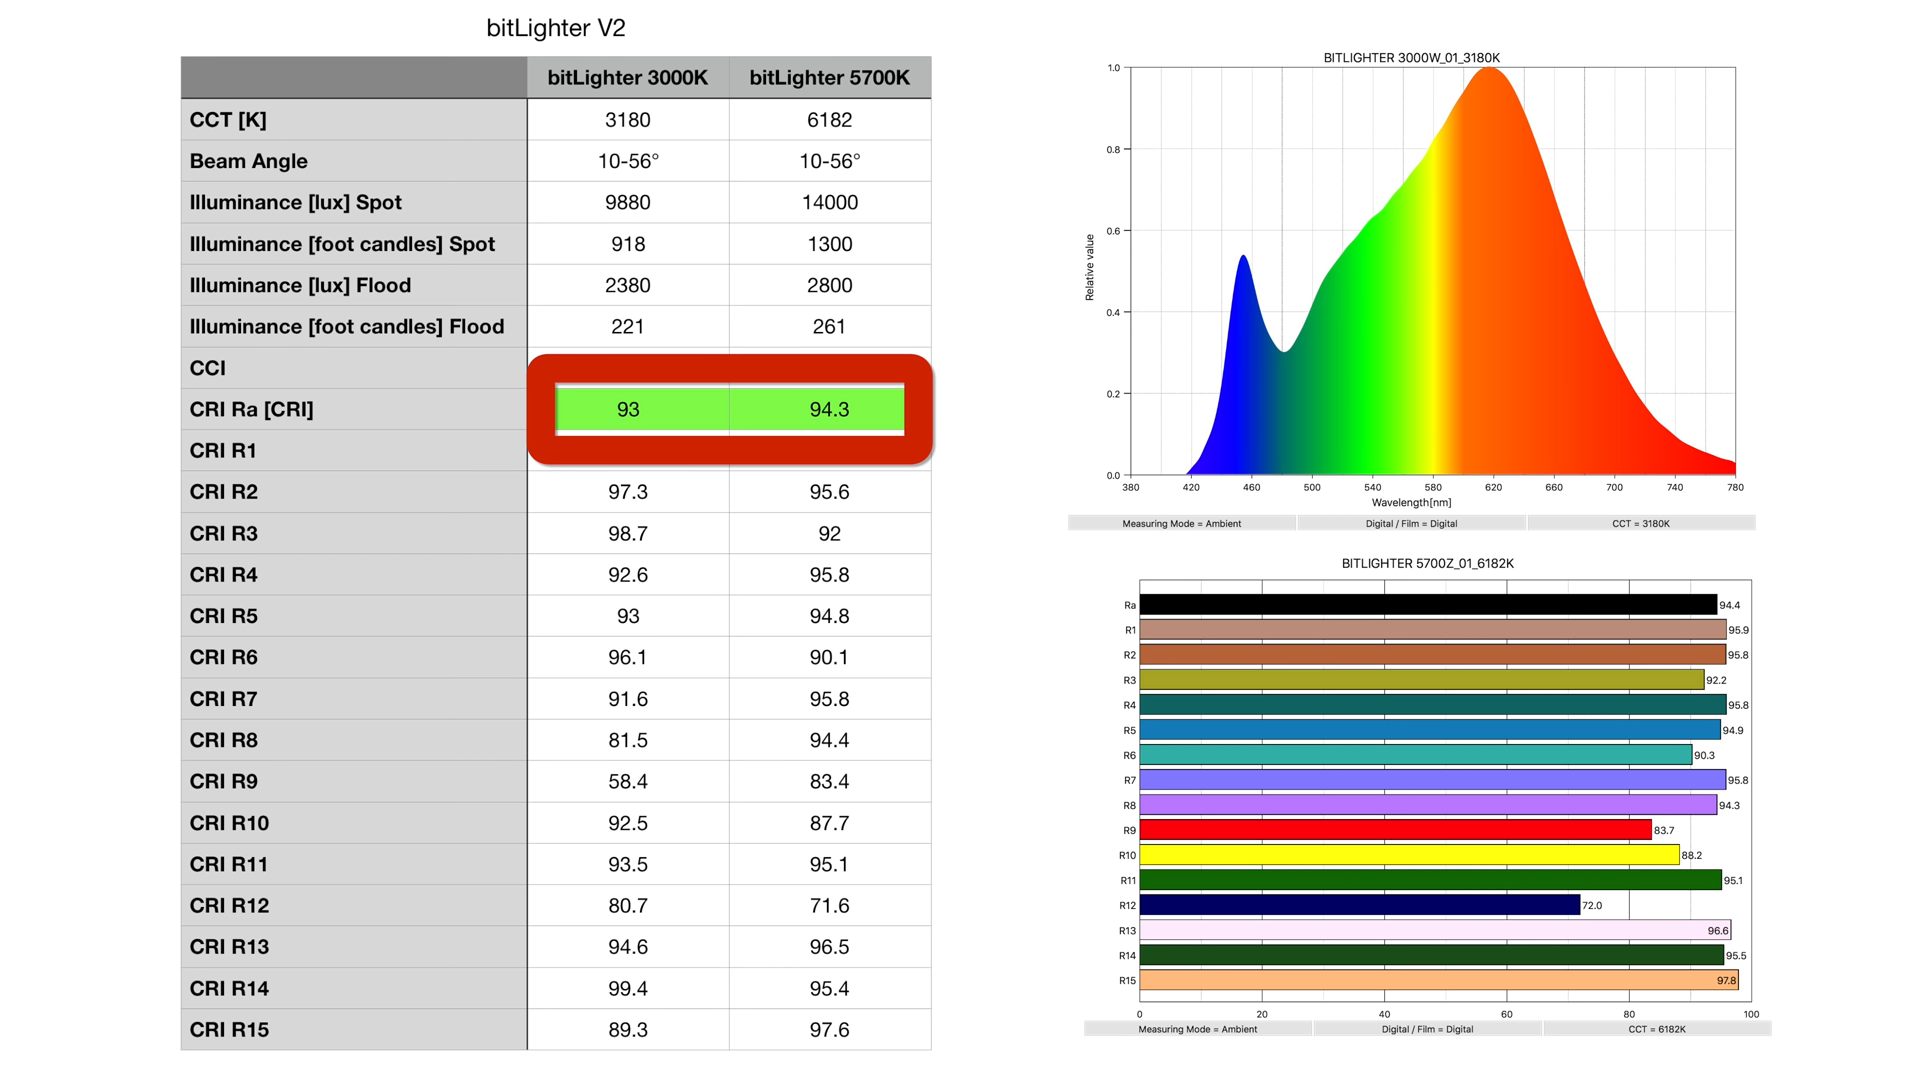 bitLighter V2
bitLighter 3000K bitLighter 5700K
CCT [K] 3180 6182
Beam Angle 10-56° 10-56°
Illuminance [lux] Spot 9880 14000
Illuminance [foot candles] Spot 918 1300
Illuminance [lux] Flood 2380 2800
Illuminance [foot candles] Flood 221 261
CCI
CRI Ra [CRI] 93 94.3
CRI R1
CRI R2 97.3 95.6
CRI R3 98.7 92
CRI R4 92.6 95.8
CRI R5 93 94.8
CRI R6 96.1 90.1
CRI R7 91.6 95.8
CRI R8 81.5 94.4
CRI R9 58.4 83.4
CRI R10 92.5 87.7
CRI R11 93.5 95.1
CRI R12 80.7 71.6
CRI R13 94.6 96.5
CRI R14 99.4 95.4
CRI R15 89.3 97.6
BITLIGHTER 3000W_01_3180K
1.0
0.8
0.6
0.4
0.2
0.0
Relative value
380 420 460 500 540 580 620 660 700 740 780
Wavelength[nm]
Measuring Mode = Ambient Digital / Film = Digital CCT = 3180K
BITLIGHTER 5700Z_01_6182K
Ra 94.4
R1 95.9
R2 95.8
R3 92.2
R4 95.8
R5 94.9
R6 90.3
R7 95.8
R8 94.3
R9 83.7
R10 88.2
R11 95.1
R12 72.0
R13 96.6
R14 95.5
R15 97.8
0 20 40 60 80 100
Measuring Mode = Ambient Digital / Film = Digital CCT = 6182K